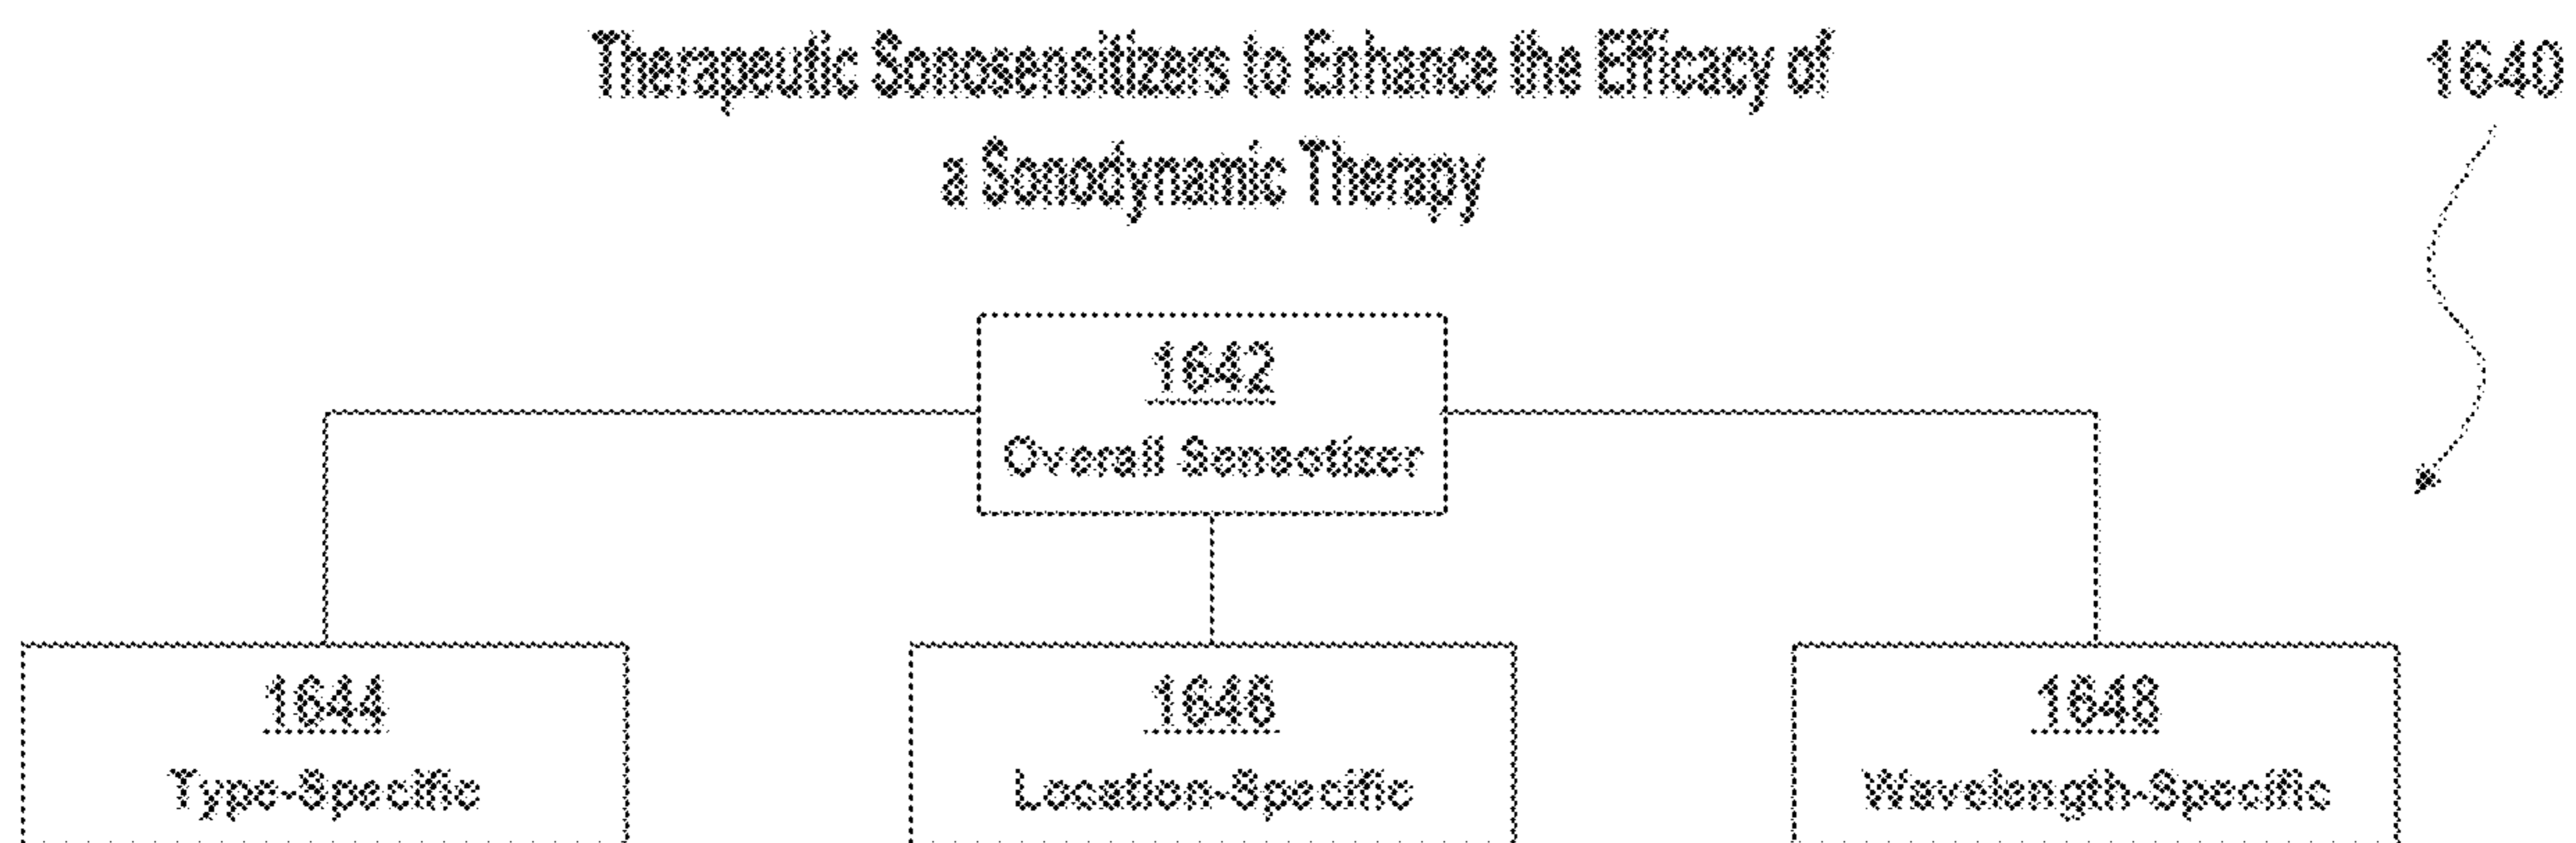 Therapeutic Sonosensitizers to Enhance the Efficacy of
a Sonodynamic Therapy
1640
1642
Overall Sensotizer
1644
Type-Specific
1646
Location-Specific
1648
Wavelength-Specific